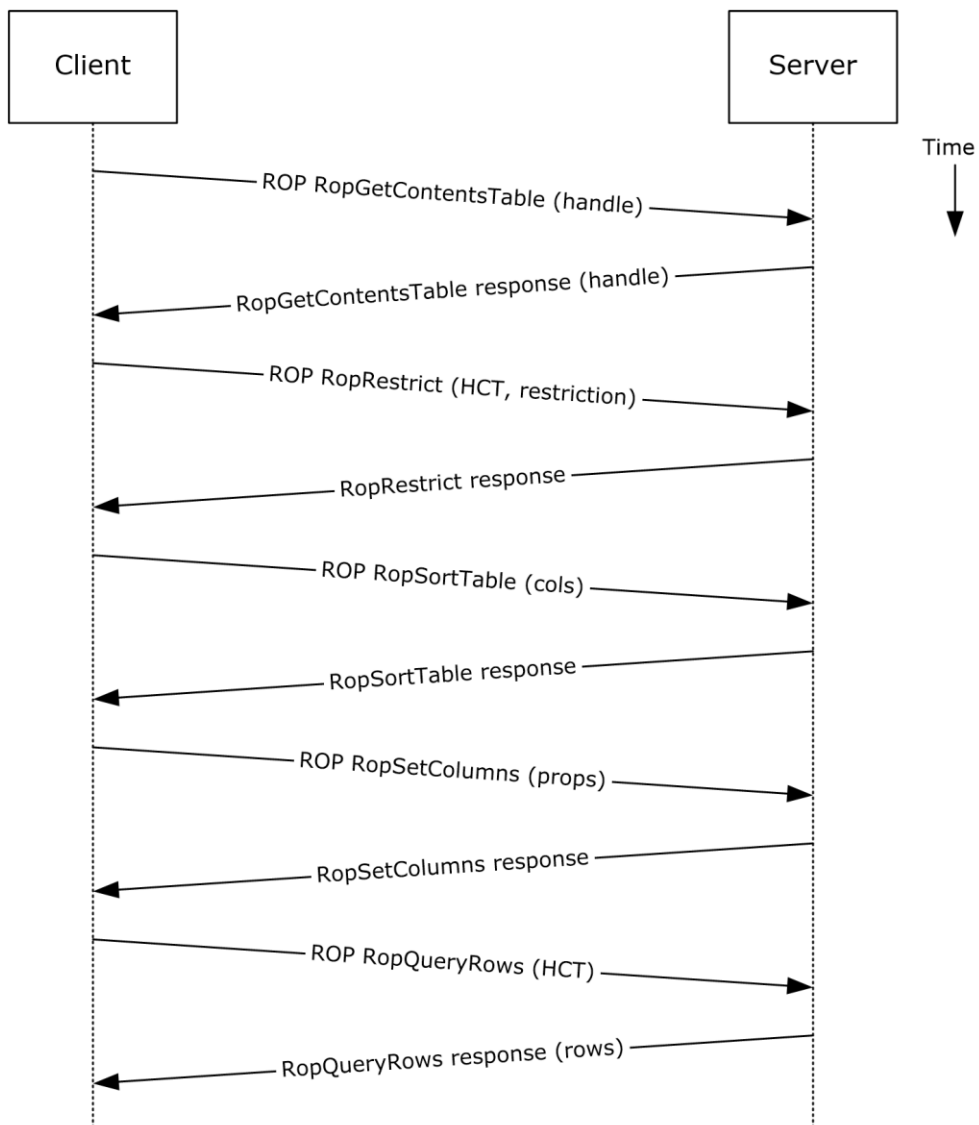 Client
Server
Time
ROP RopGetContentsTable (handle)
RopGetContentsTable response (handle)
ROP RopRestrict (HCT, restriction)
RopRestrict response
ROP RopSortTable (cols)
RopSortTable response
ROP RopSetColumns (props)
RopSetColumns response
ROP RopQueryRows (HCT)
RopQueryRows response (rows)